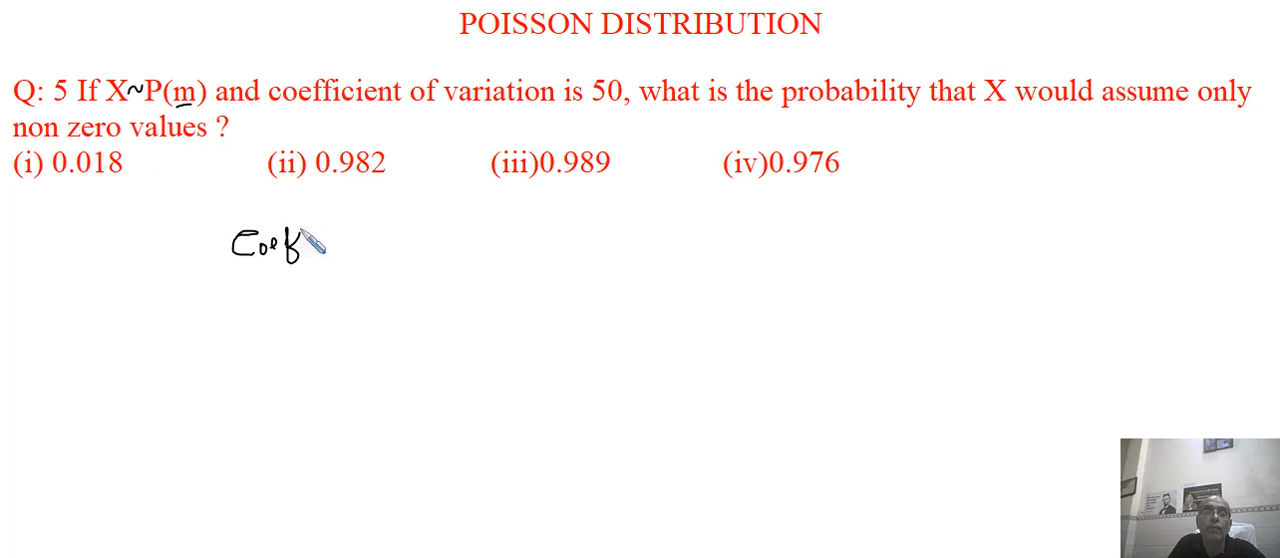 POISSON DISTRIBUTION
Q: 5 If X~P(m) and coefficient of variation is 50, what is the probability that X would assume only
non zero values ?
(i) 0.018 (ii) 0.982 (iii)0.989 (iv)0.976
Coef